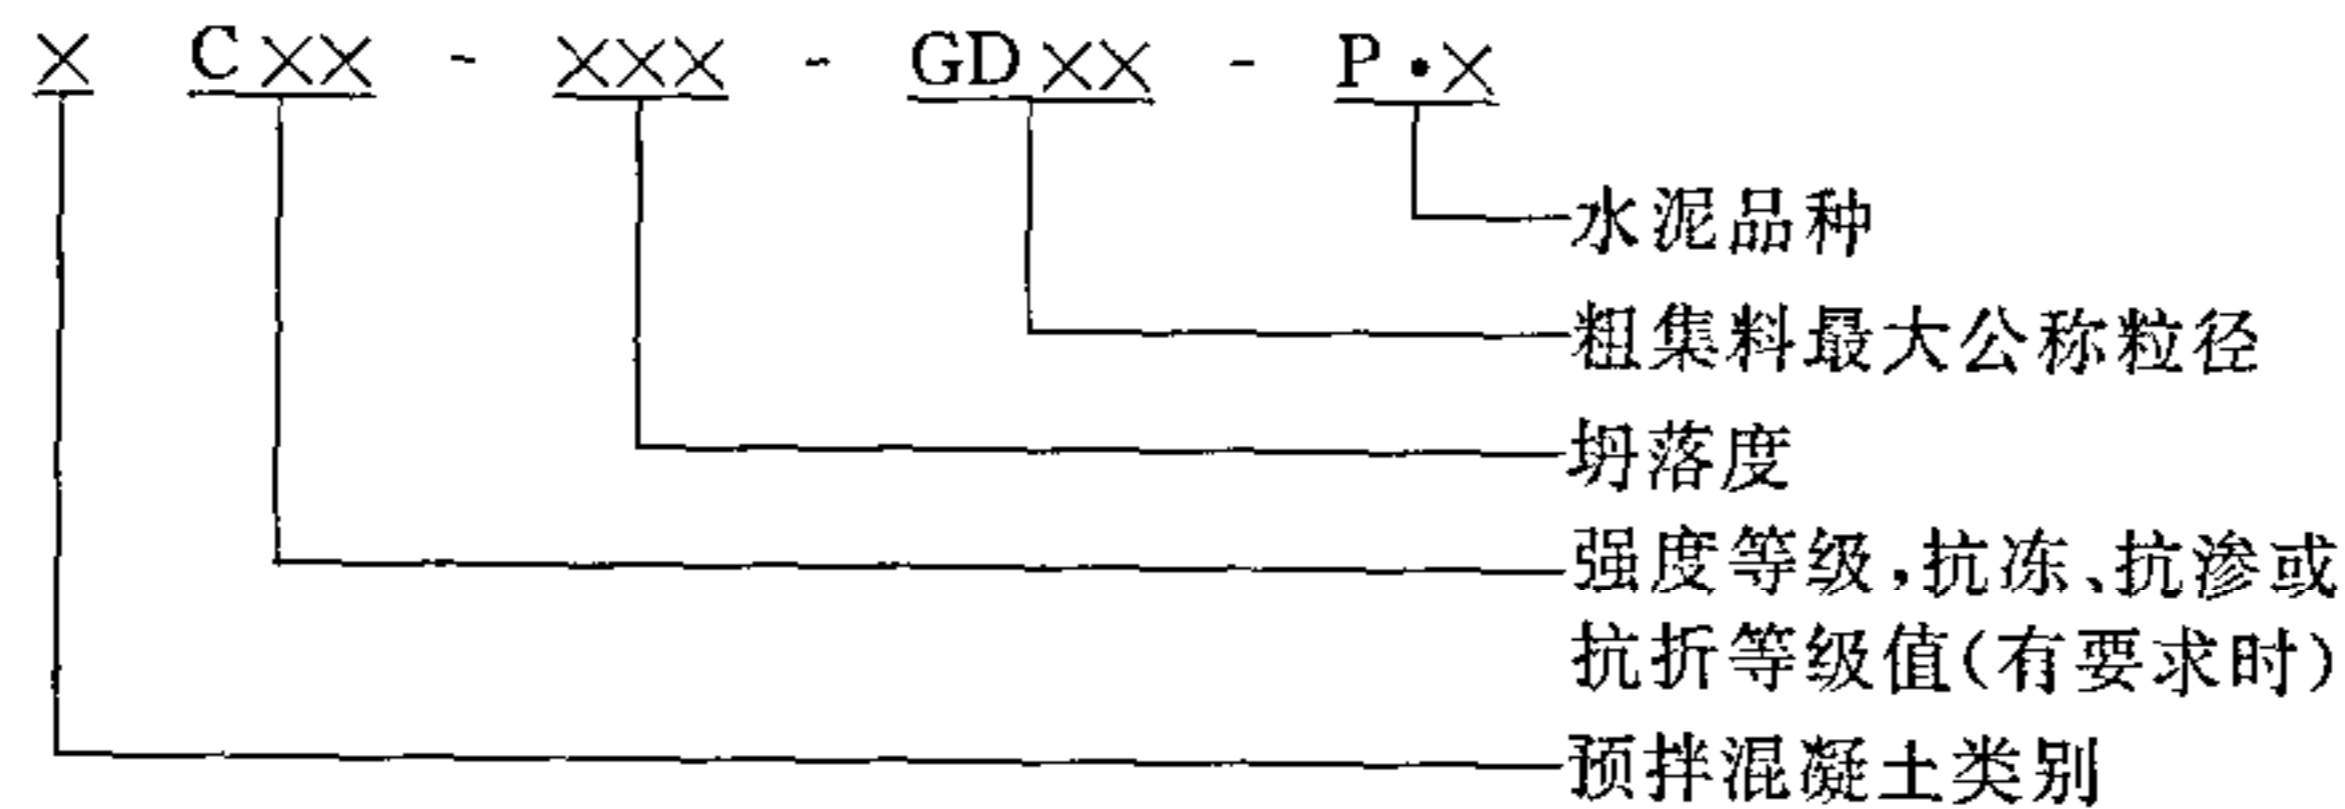 × C×× - ××× - GD×× - P·×
水泥品种
粗集料最大公称粒径
坍落度
强度等级,抗冻、抗渗或
抗折等级值(有要求时)
预拌混凝土类别